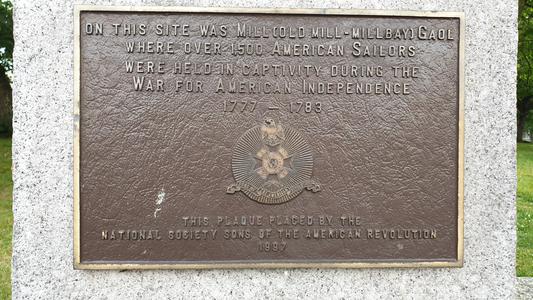 ON THIS SITE WAS MILL (OLD MILL-MILLBAY) GAOL
WHERE OVER 1,500 AMERICAN SAILORS
WERE HELD IN CAPTIVITY DURING THE
WAR FOR AMERICAN INDEPENDENCE
1777 – 1783
THIS PLAQUE PLACED BY THE
NATIONAL SOCIETY SONS OF THE AMERICAN REVOLUTION
1997